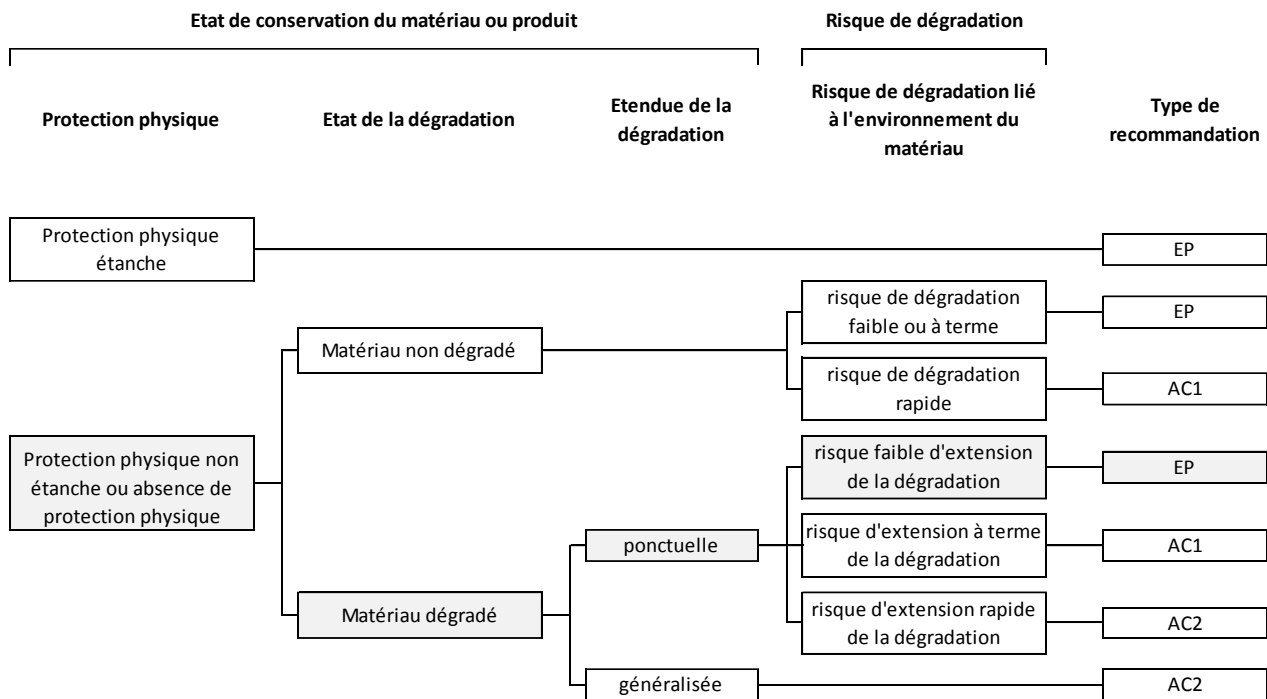 Etat de conservation du matériau ou produit
Risque de dégradation
Protection physique
Etat de la dégradation
Etendue de la
dégradation
Risque de dégradation lié
à l'environnement du
matériau
Type de
recommandation
Protection physique
étanche
EP
risque de dégradation
faible ou à terme
EP
Matériau non dégradé
risque de dégradation
rapide
AC1
Protection physique non
étanche ou absence de
protection physique
risque faible d'extension
de la dégradation
EP
ponctuelle
risque d'extension à terme
de la dégradation
AC1
Matériau dégradé
risque d'extension rapide
de la dégradation
AC2
généralisée
AC2